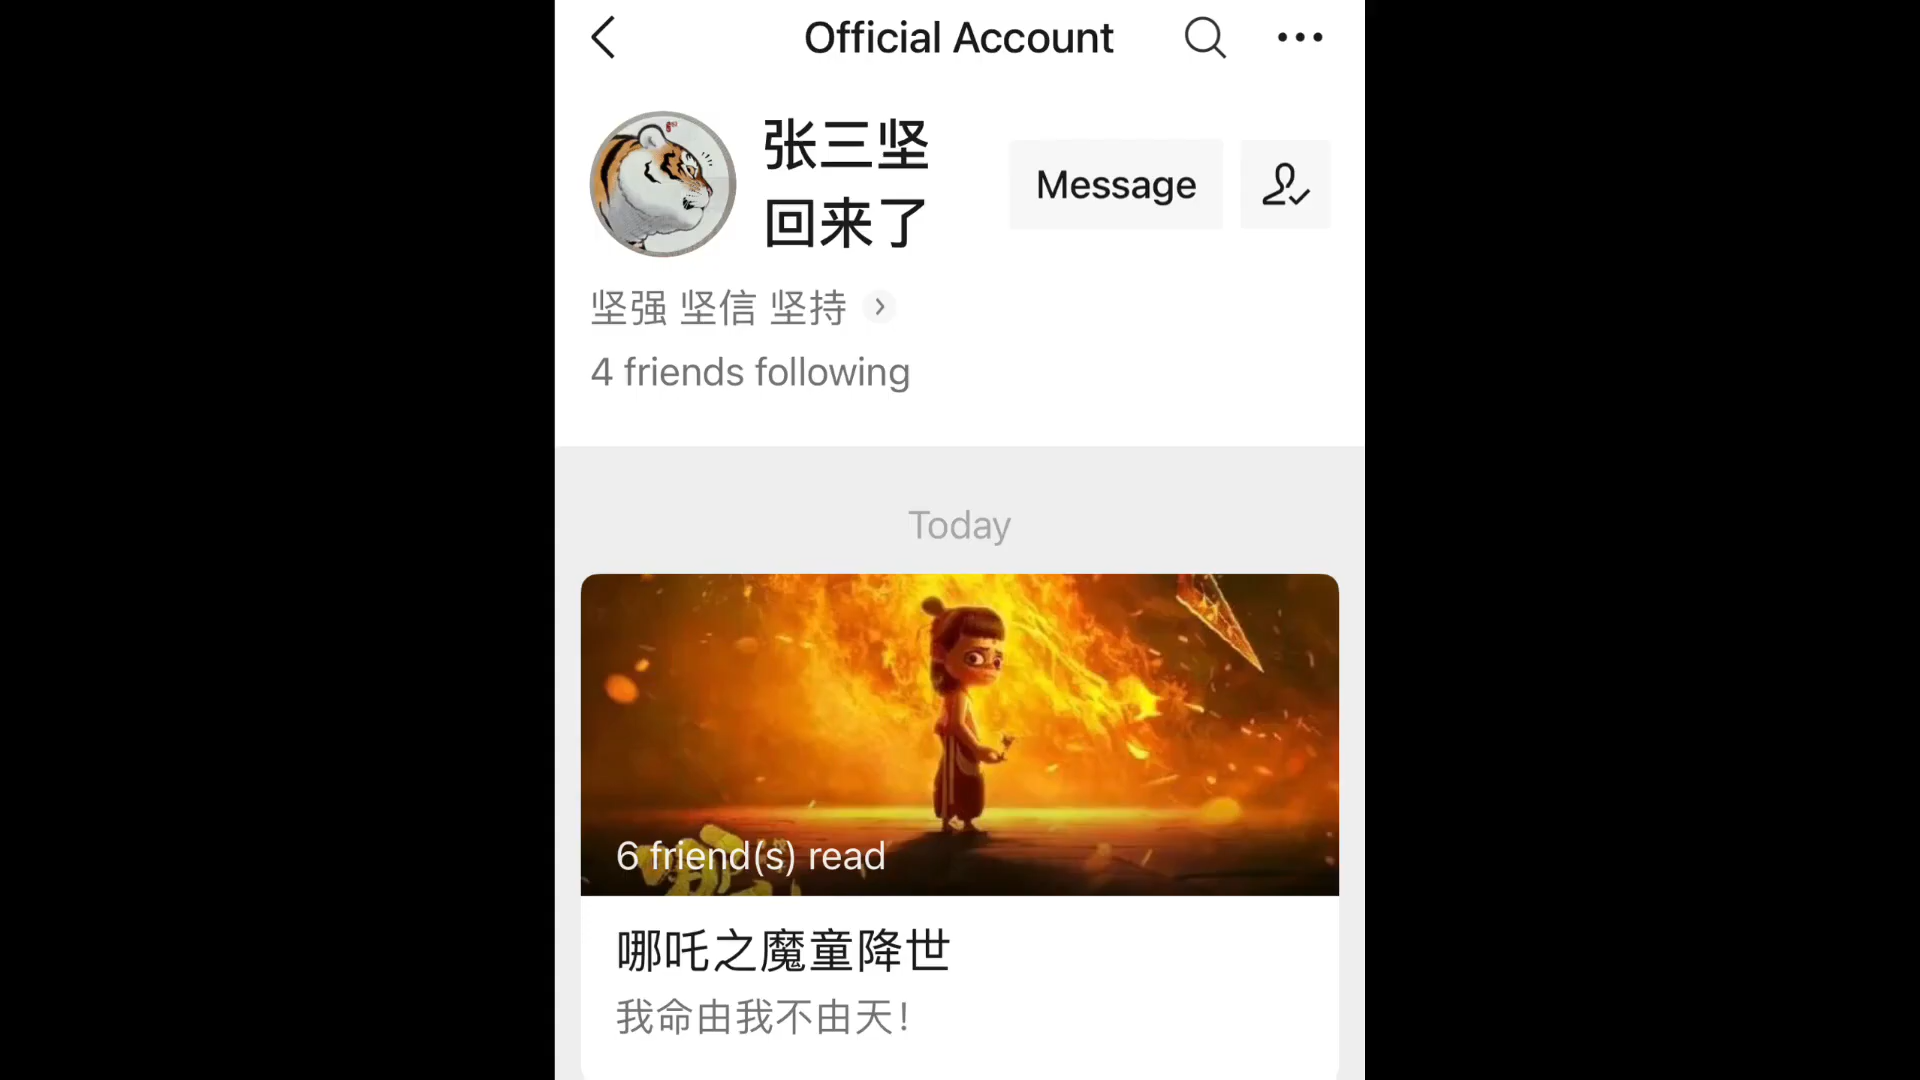 Official Account
张三坚
回来了
Message
坚强 坚信 坚持
4 friends following
Today
6 friend(s) read
哪吒之魔童降世
我命由我不由天！